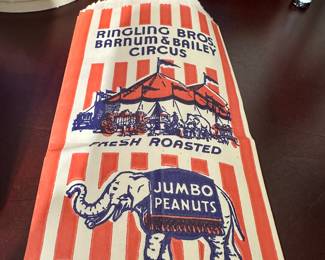 RINGLING BROS
BARNUM & BAILEY
CIRCUS
FRESH ROASTED
JUMBO
PEANUTS